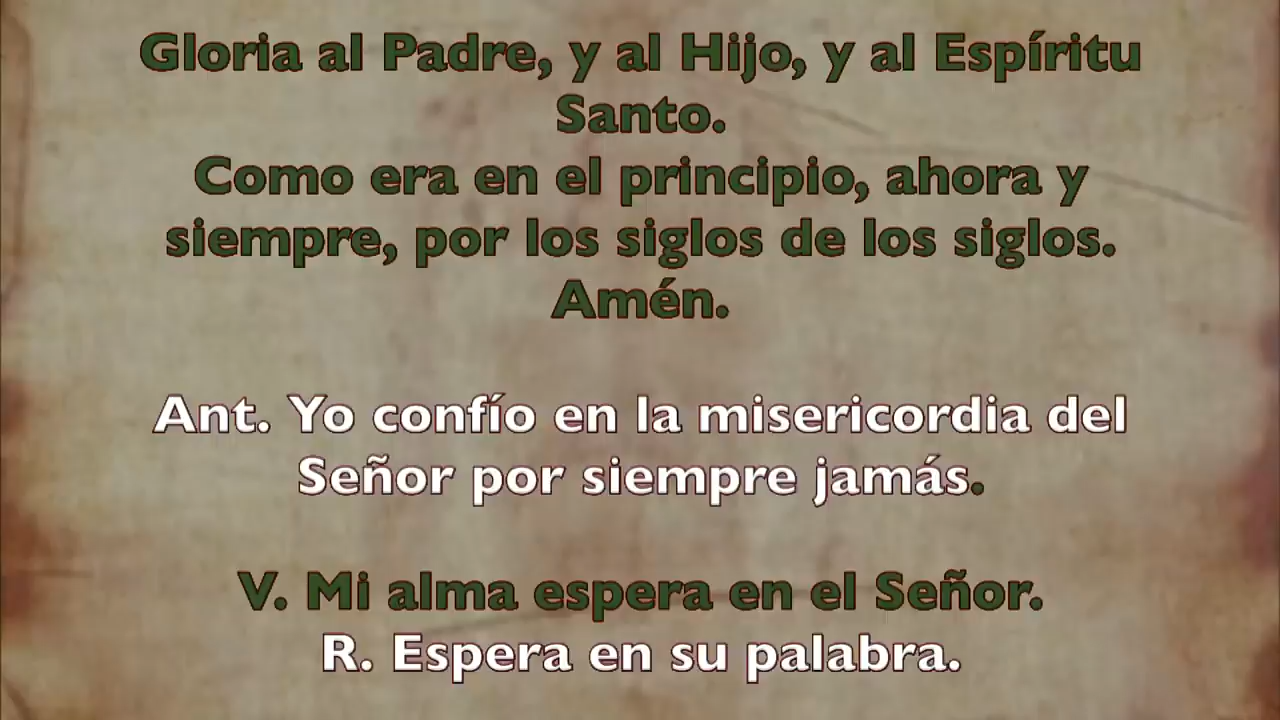 Gloria al Padre, y al Hijo, y al Espíritu
Santo.
Como era en el principio, ahora y
siempre, por los siglos de los siglos.
Amén.
Ant. Yo confío en la misericordia del
Señor por siempre jamás.
V. Mi alma espera en el Señor.
R. Espera en su palabra.